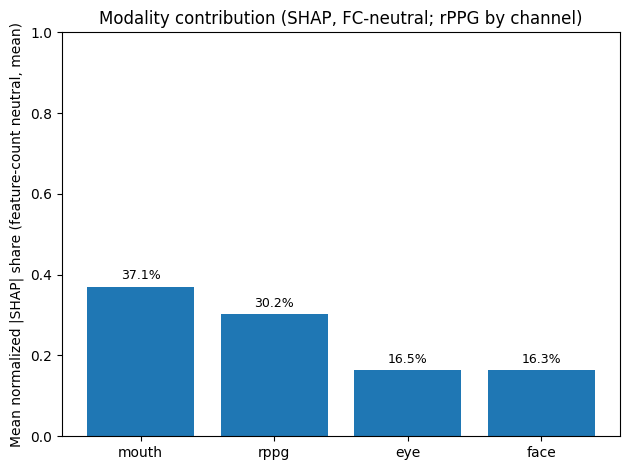 Modality contribution (SHAP, FC-neutral; rPPG by channel)
Mean normalized |SHAP| share (feature-count neutral, mean)
1.0
0.8
0.6
0.4
0.2
0.0
37.1%
30.2%
16.5%
16.3%
mouth
rppg
eye
face